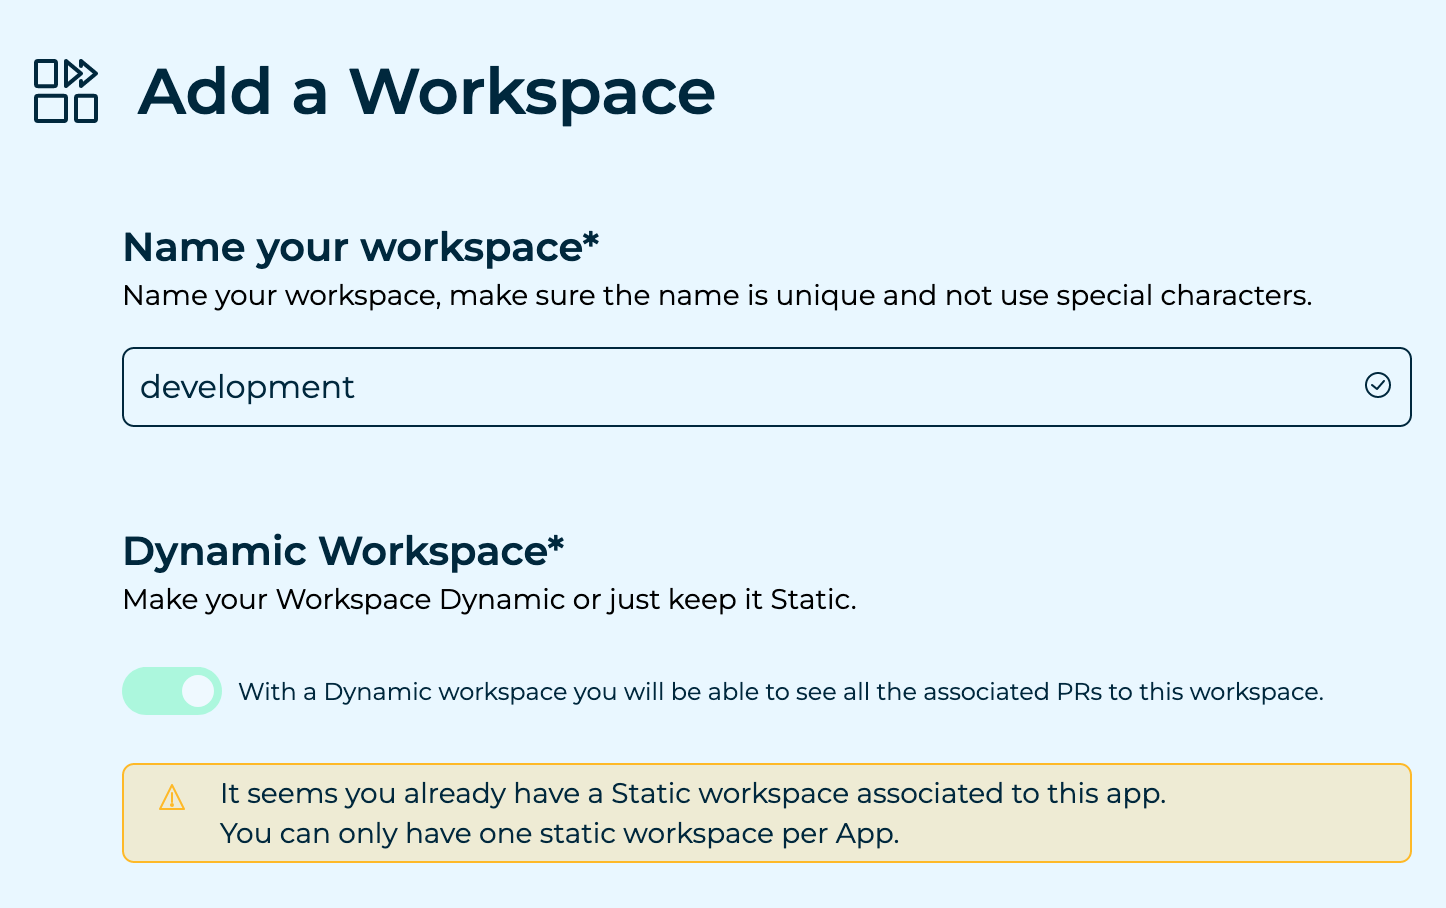 Add a Workspace
Name your workspace*
Name your workspace, make sure the name is unique and not use special characters.
development
Dynamic Workspace*
Make your Workspace Dynamic or just keep it Static.
With a Dynamic workspace you will be able to see all the associated PRs to this workspace.
It seems you already have a Static workspace associated to this app.
You can only have one static workspace per App.